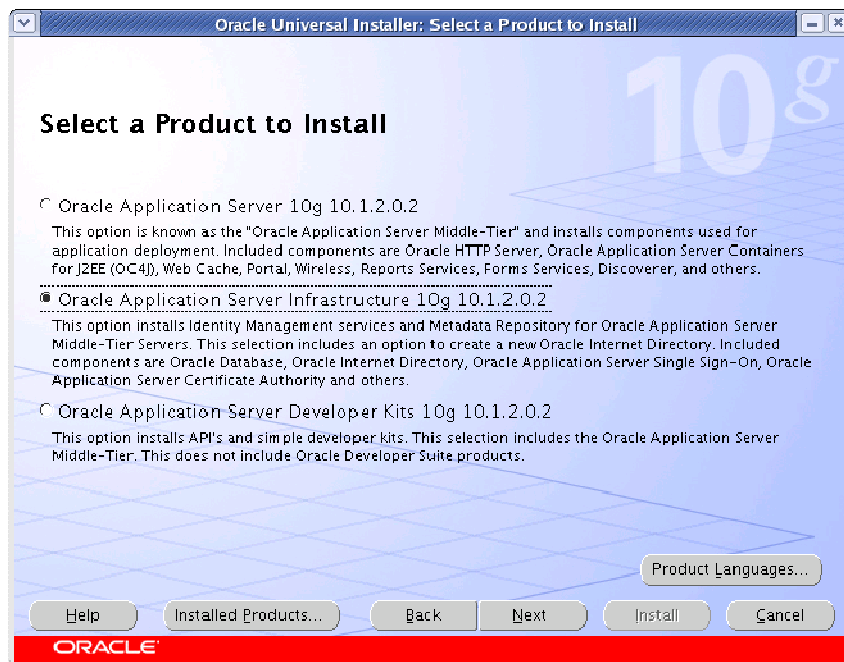 Oracle Universal Installer: Select a Product to Install
10g
Select a Product to Install
Oracle Application Server 10g 10.1.2.0.2
This option is known as the "Oracle Application Server Middle-Tier" and installs components used for
application deployment. Included components are Oracle HTTP Server, Oracle Application Server Containers
for J2EE (OC4J), Web Cache, Portal, Wireless, Reports Services, Forms Services, Discoverer, and others.
Oracle Application Server Infrastructure 10g 10.1.2.0.2
This option installs Identity Management services and Metadata Repository for Oracle Application Server
Middle-Tier Servers. This selection includes an option to create a new Oracle Internet Directory. Included
components are Oracle Database, Oracle Internet Directory, Oracle Application Server Single Sign-On, Oracle
Application Server Certificate Authority and others.
Oracle Application Server Developer Kits 10g 10.1.2.0.2
This option installs API's and simple developer kits. This selection includes the Oracle Application Server
Middle-Tier. This does not include Oracle Developer Suite products.
Product Languages...
Help Installed Products... Back Next Install Cancel
ORACLE